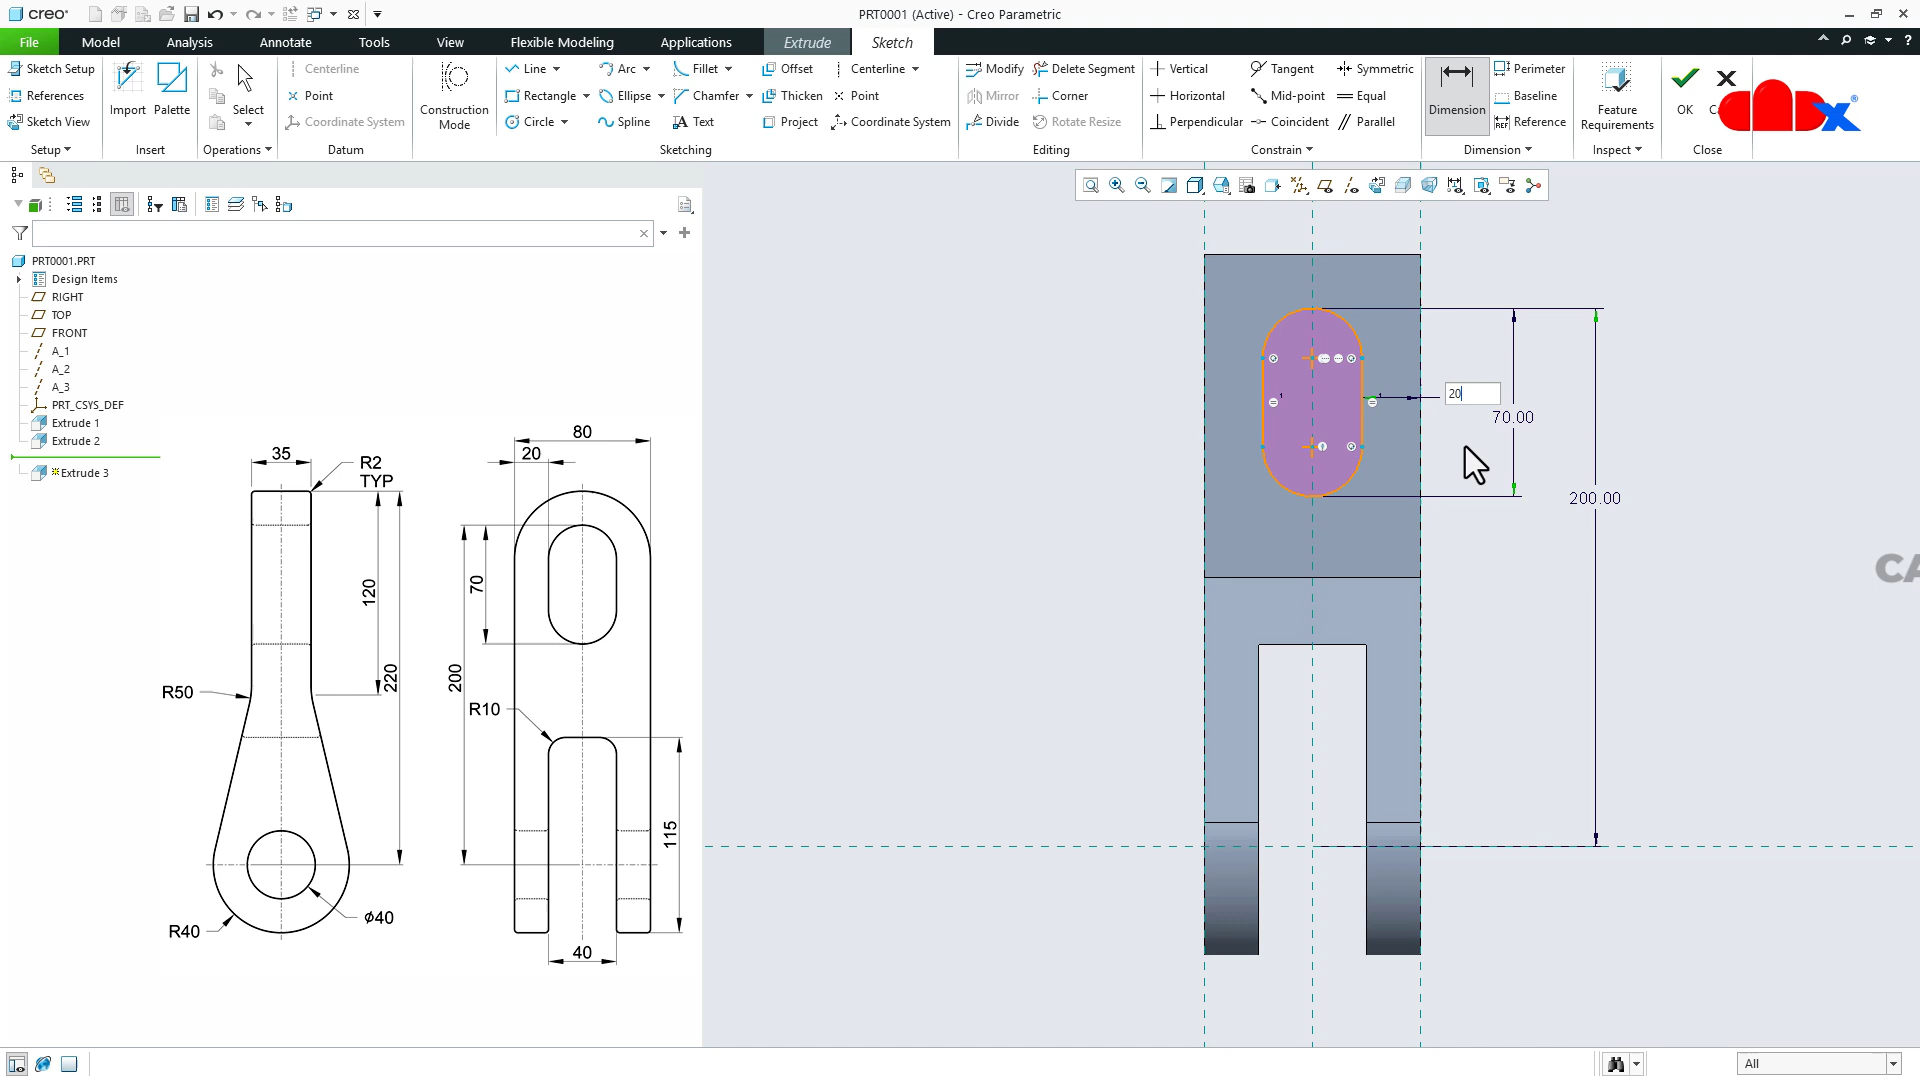 creo
PRT0001 (Active) - Creo Parametric
File
Model
Analysis
Annotate
Tools
View
Flexible Modeling
Applications
Extrude
Sketch
Sketch Setup
References
Sketch View
Setup
Import
Palette
Insert
Select
Operations
Centerline
Point
Coordinate System
Datum
Construction
Mode
Line
Rectangle
Circle
Arc
Ellipse
Spline
Fillet
Chamfer
Text
Offset
Thicken
Project
Centerline
Point
Coordinate System
Sketching
Modify
Mirror
Divide
Delete Segment
Corner
Rotate Resize
Editing
Vertical
Horizontal
Perpendicular
Tangent
Mid-point
Coincident
Symmetric
Equal
Parallel
Constrain
Dimension
Perimeter
Baseline
Reference
Dimension
Feature
Requirements
Inspect
OK
Close
PRT0001.PRT
Design Items
RIGHT
TOP
FRONT
A_1
A_2
A_3
PRT_CSYS_DEF
Extrude 1
Extrude 2
Extrude 3
35
R2
TYP
120
220
R50
R40
ϕ40
80
20
70
200
R10
115
40
20
70.00
200.00
CA
All